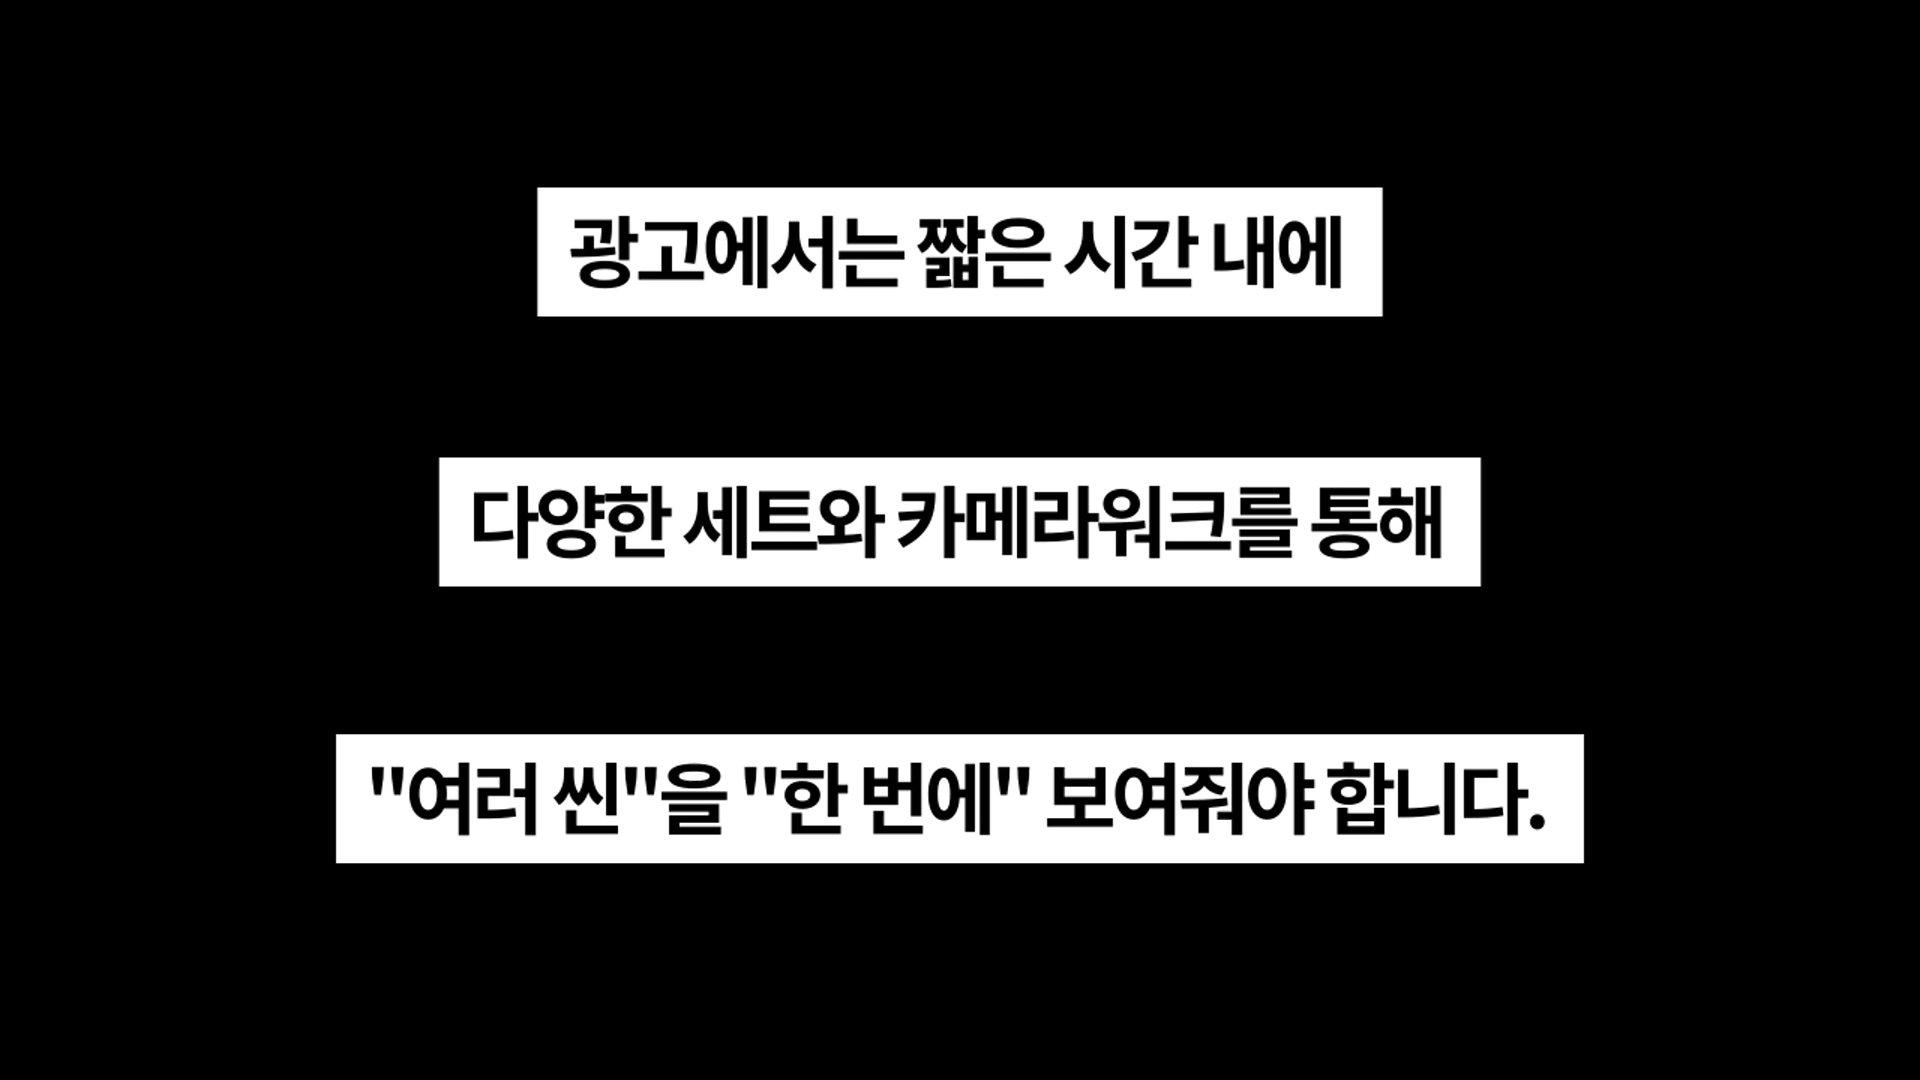 광고에서는 짧은 시간 내에
다양한 세트와 카메라워크를 통해
"여러 씬"을 "한 번에" 보여줘야 합니다.